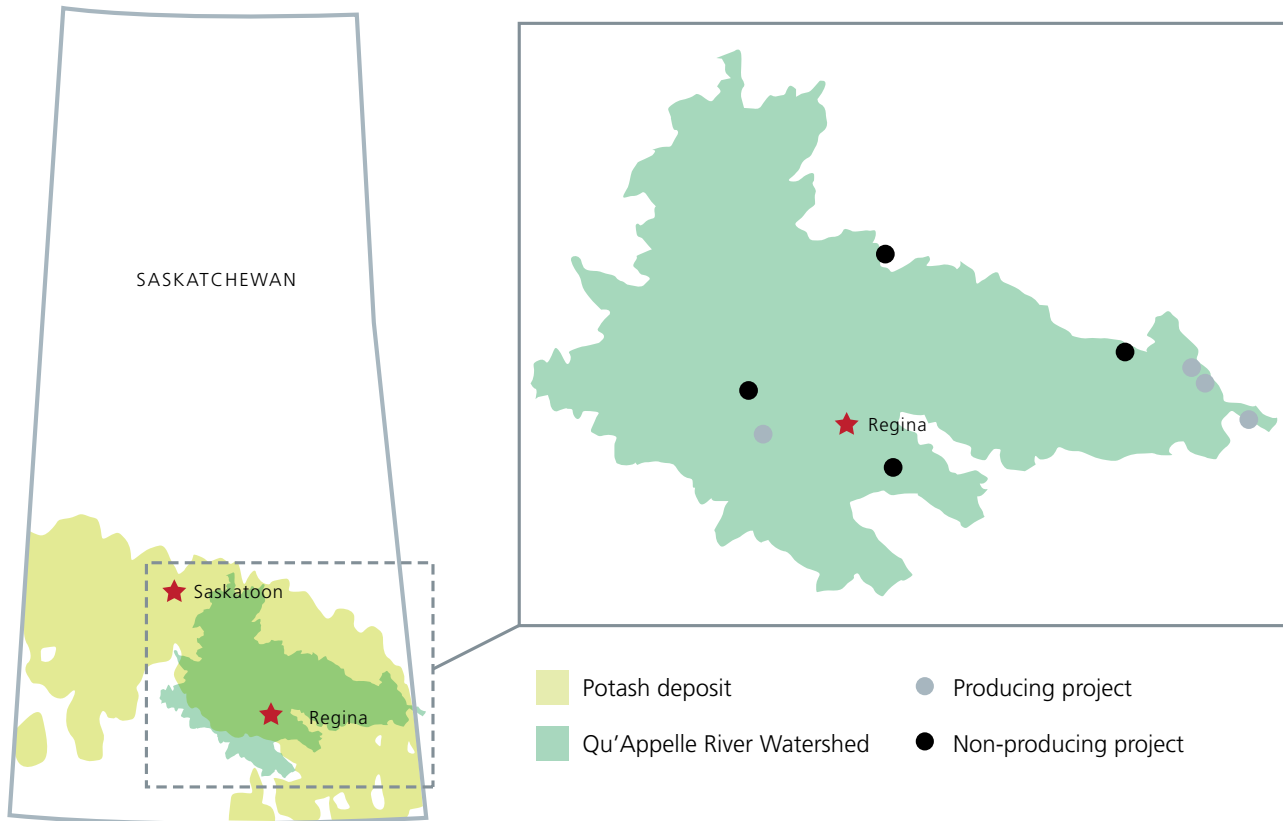 SASKATCHEWAN
Saskatoon
Regina
Regina
Potash deposit
Qu’Appelle River Watershed
Producing project
Non-producing project